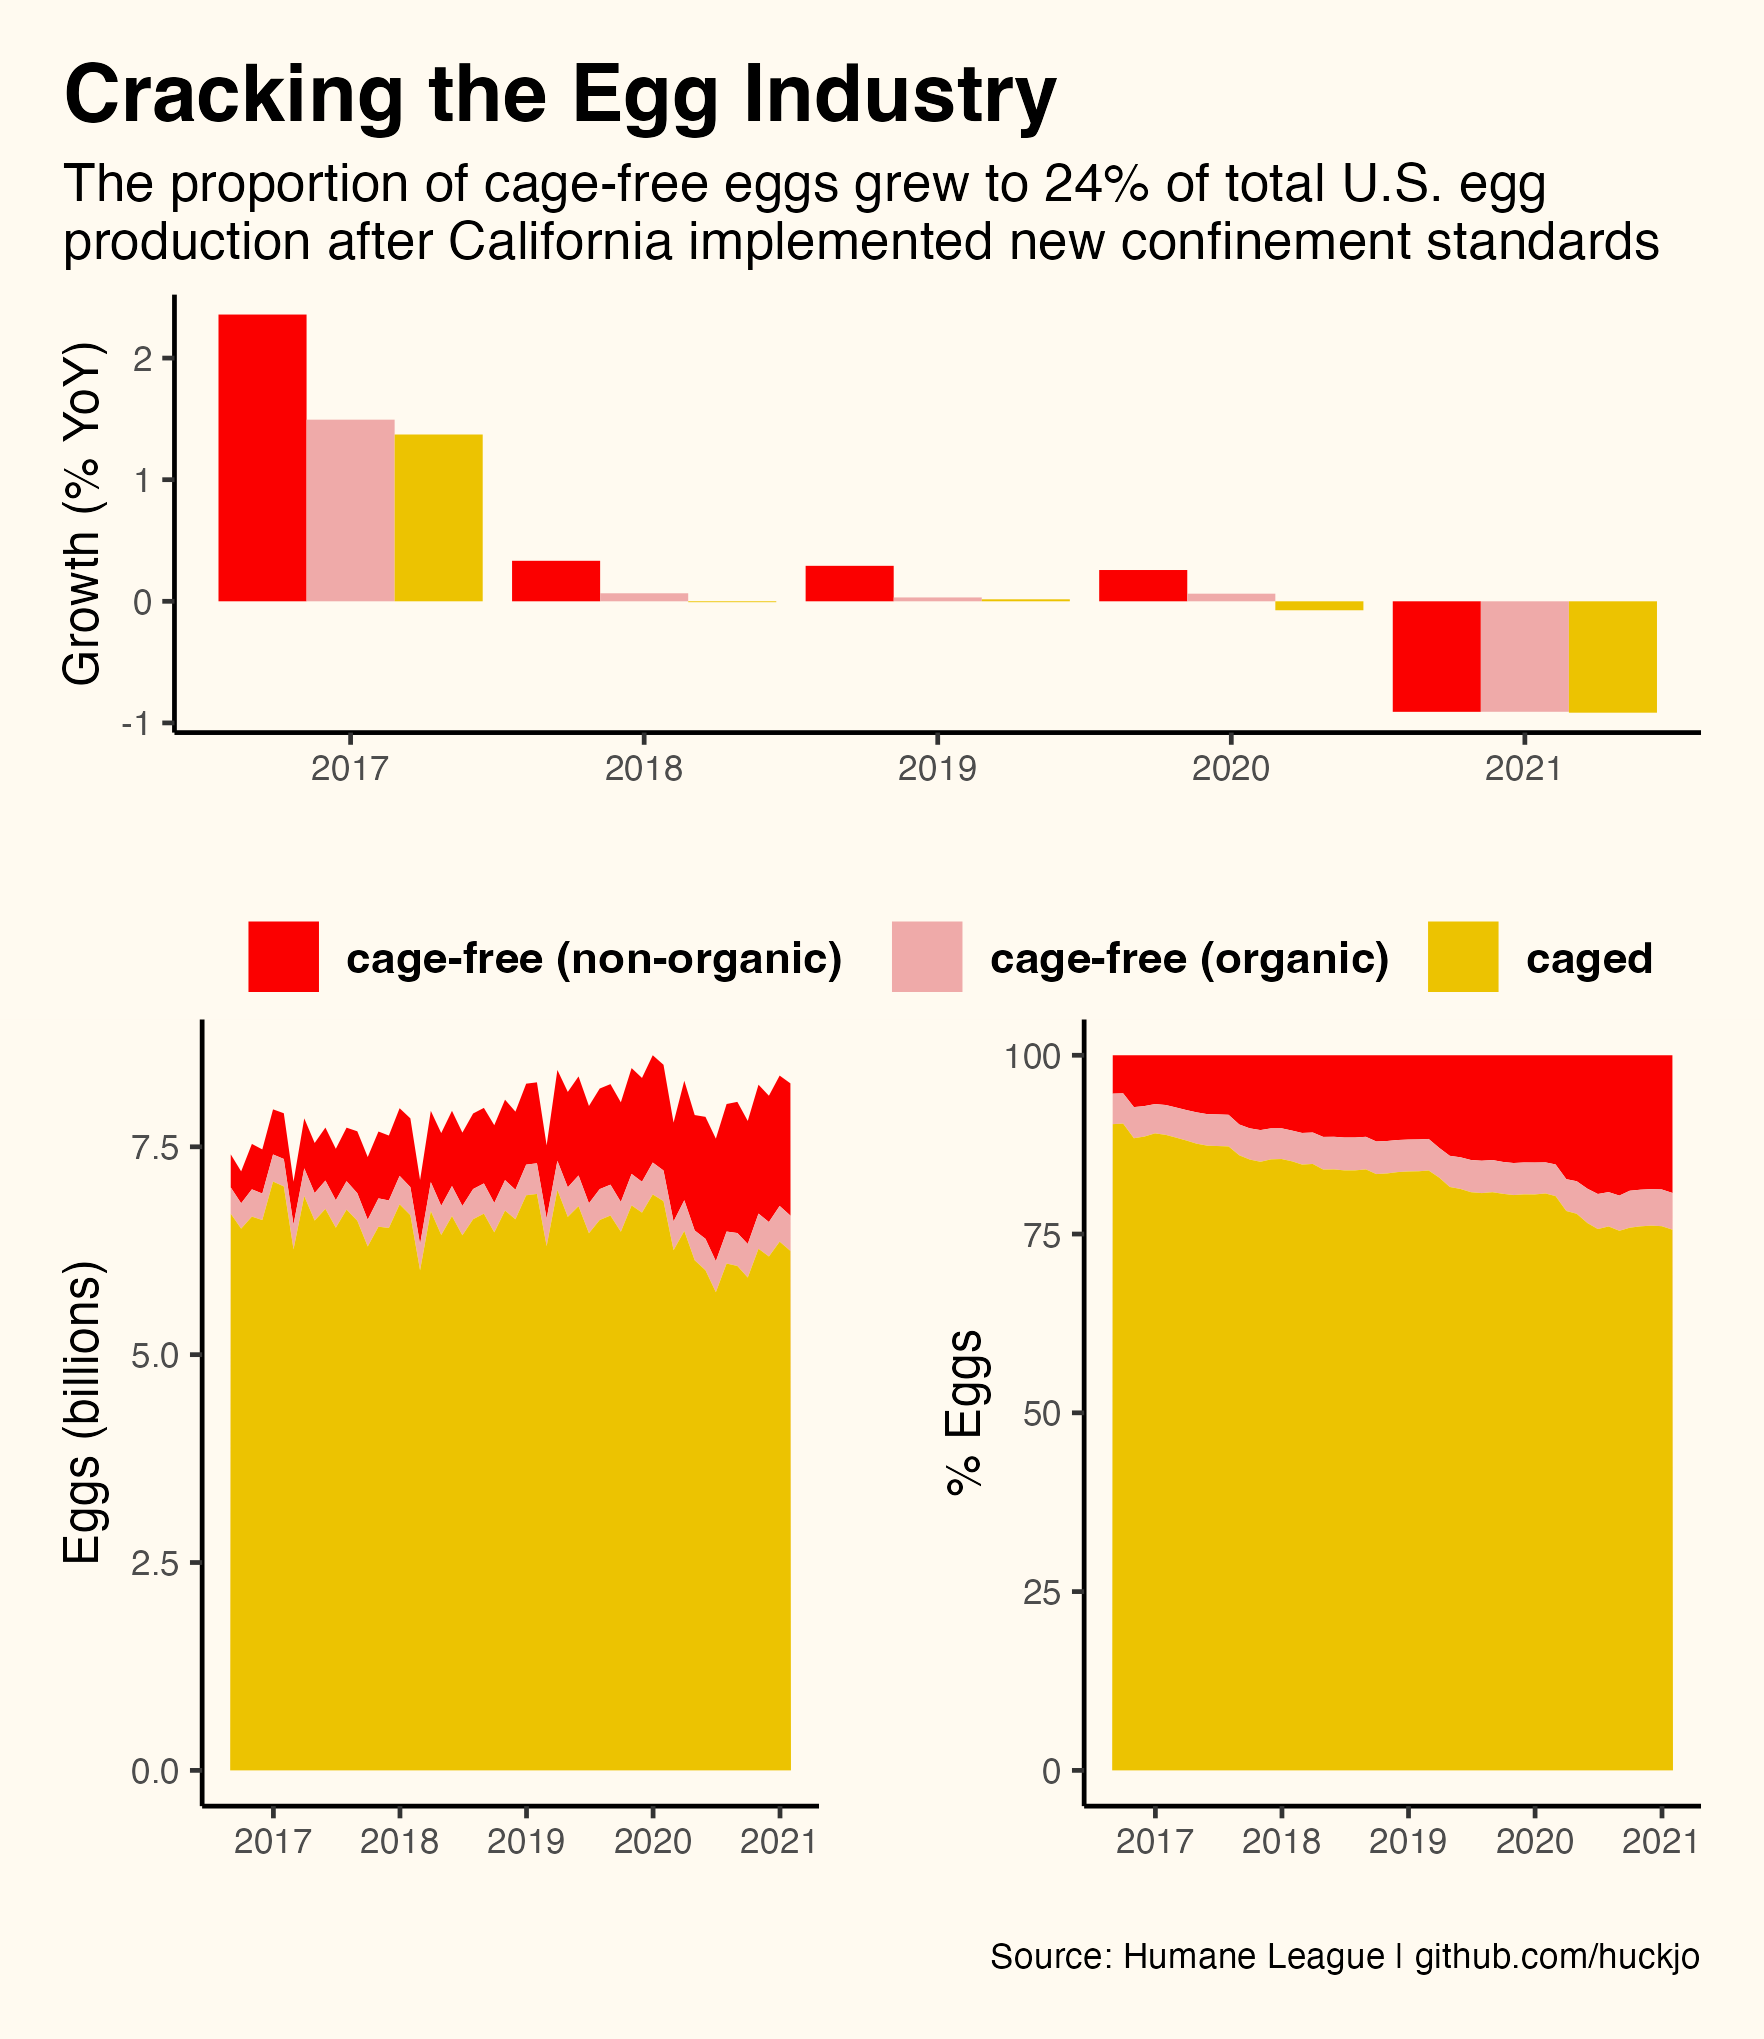 Cracking the Egg Industry
The proportion of cage-free eggs grew to 24% of total U.S. egg
production after California implemented new confinement standards
Growth (% YoY)
2
1
0
-1
2017 2018 2019 2020 2021
cage-free (non-organic) cage-free (organic) caged
Eggs (billions)
7.5
5.0
2.5
0.0
2017 2018 2019 2020 2021
% Eggs
100
75
50
25
0
2017 2018 2019 2020 2021
Source: Humane League | github.com/huckjo